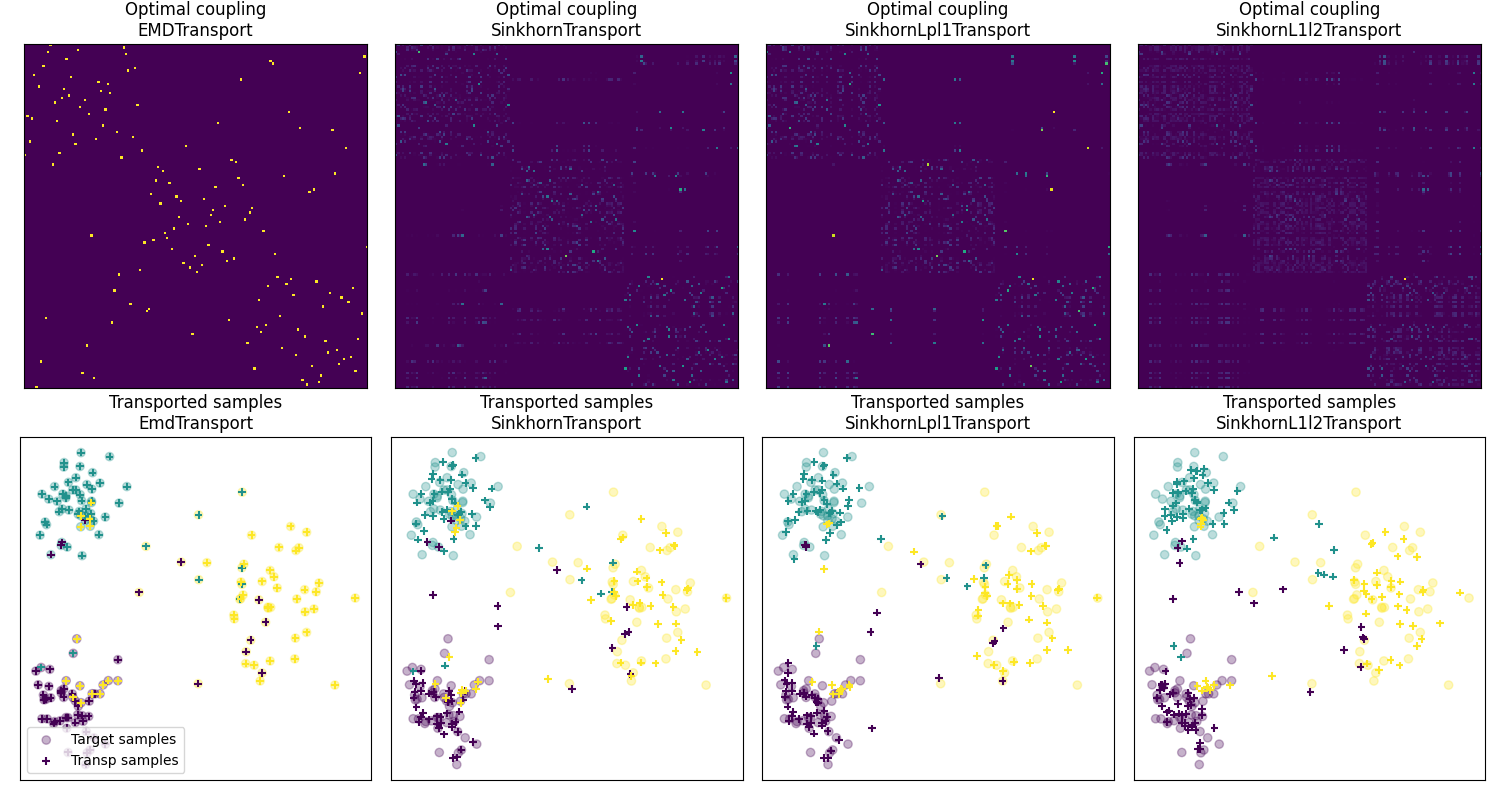 Optimal coupling
EMDTransport
Optimal coupling
SinkhornTransport
Optimal coupling
SinkhornLpl1Transport
Optimal coupling
SinkhornL1l2Transport
Transported samples
EmdTransport
Transported samples
SinkhornTransport
Transported samples
SinkhornLpl1Transport
Transported samples
SinkhornL1l2Transport
Target samples
Transp samples